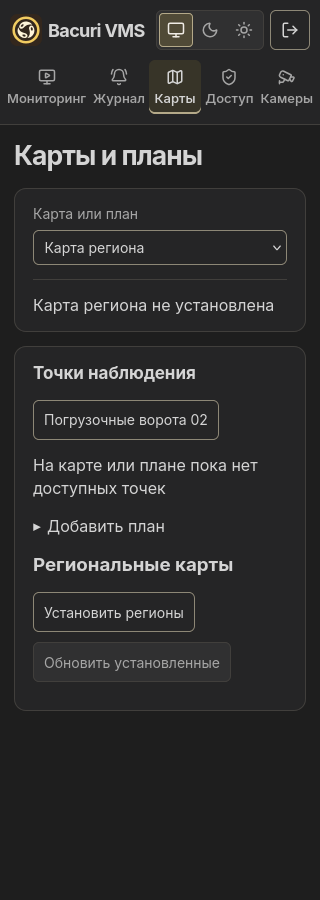 Bacuri VMS
Мониторинг Журнал Карты Доступ Камеры
Карты и планы
Карта или план
Карта региона
Карта региона не установлена
Точки наблюдения
Погрузочные ворота 02
На карте или плане пока нет
доступных точек
▸ Добавить план
Региональные карты
Установить регионы
Обновить установленные